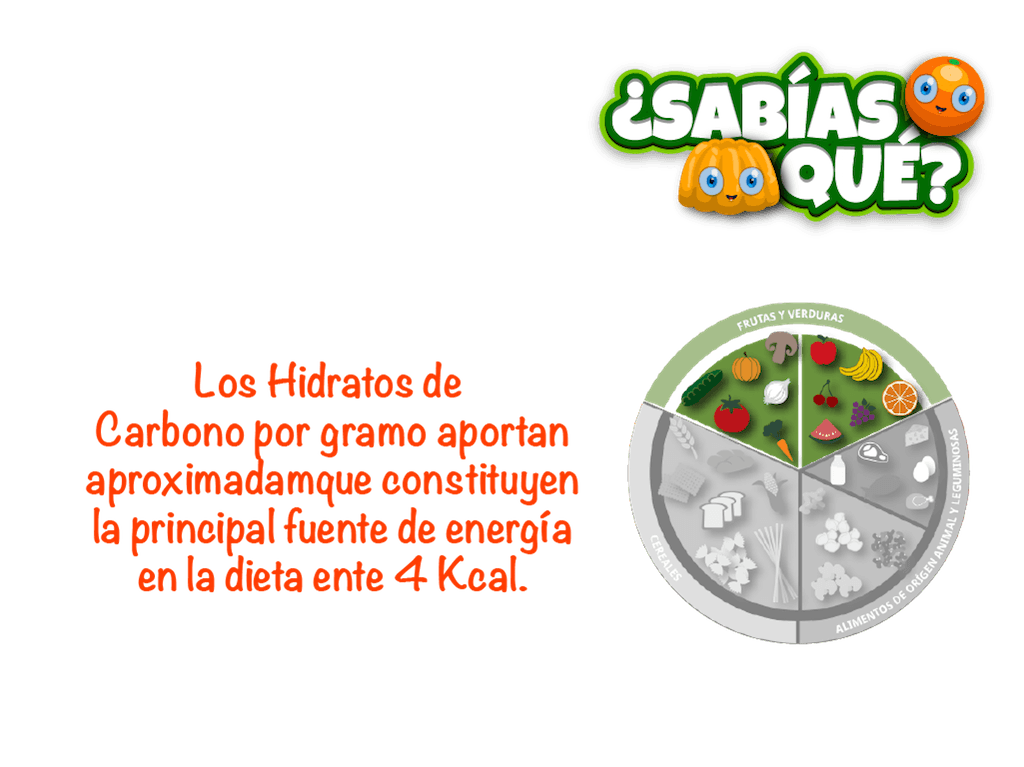 ¿SABÍAS
QUÉ?
FRUTAS Y VERDURAS
Los Hidratos de
Carbono por gramo aportan
aproximadamque constituyen
la principal fuente de energía
en la dieta ente 4 Kcal.
CEREALES
ALIMENTOS DE ORÍGEN ANIMAL Y LEGUMINOSAS